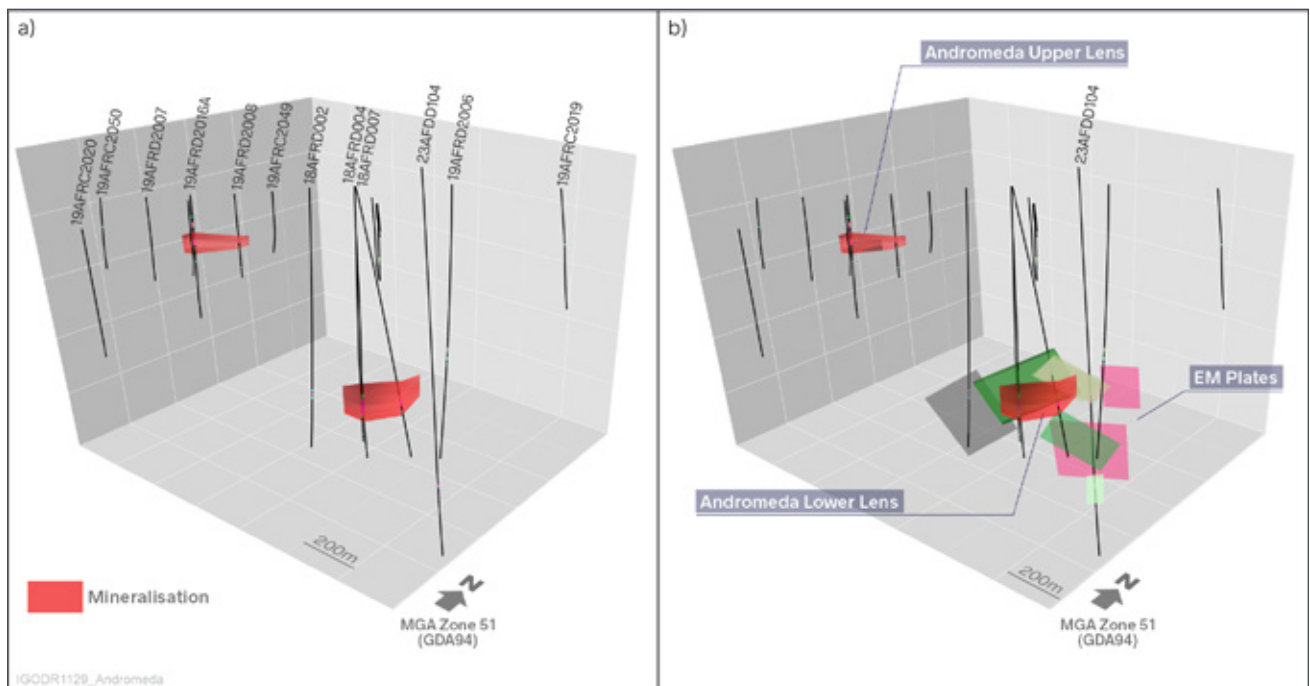 a)
19AFRC2020
19AFRC2050
19AFRD2007
19AFRD2016A
19AFRD2008
19AFRC2049
18AFRD002
18AFRD004
18AFRD007
23AFDD104
19AFRD2006
19AFRC2019
200m
N
MGA Zone 51
(GDA94)
Mineralisation
IGODR1129_Andromeda
b)
Andromeda Upper Lens
23AFDD104
EM Plates
Andromeda Lower Lens
200m
N
MGA Zone 51
(GDA94)